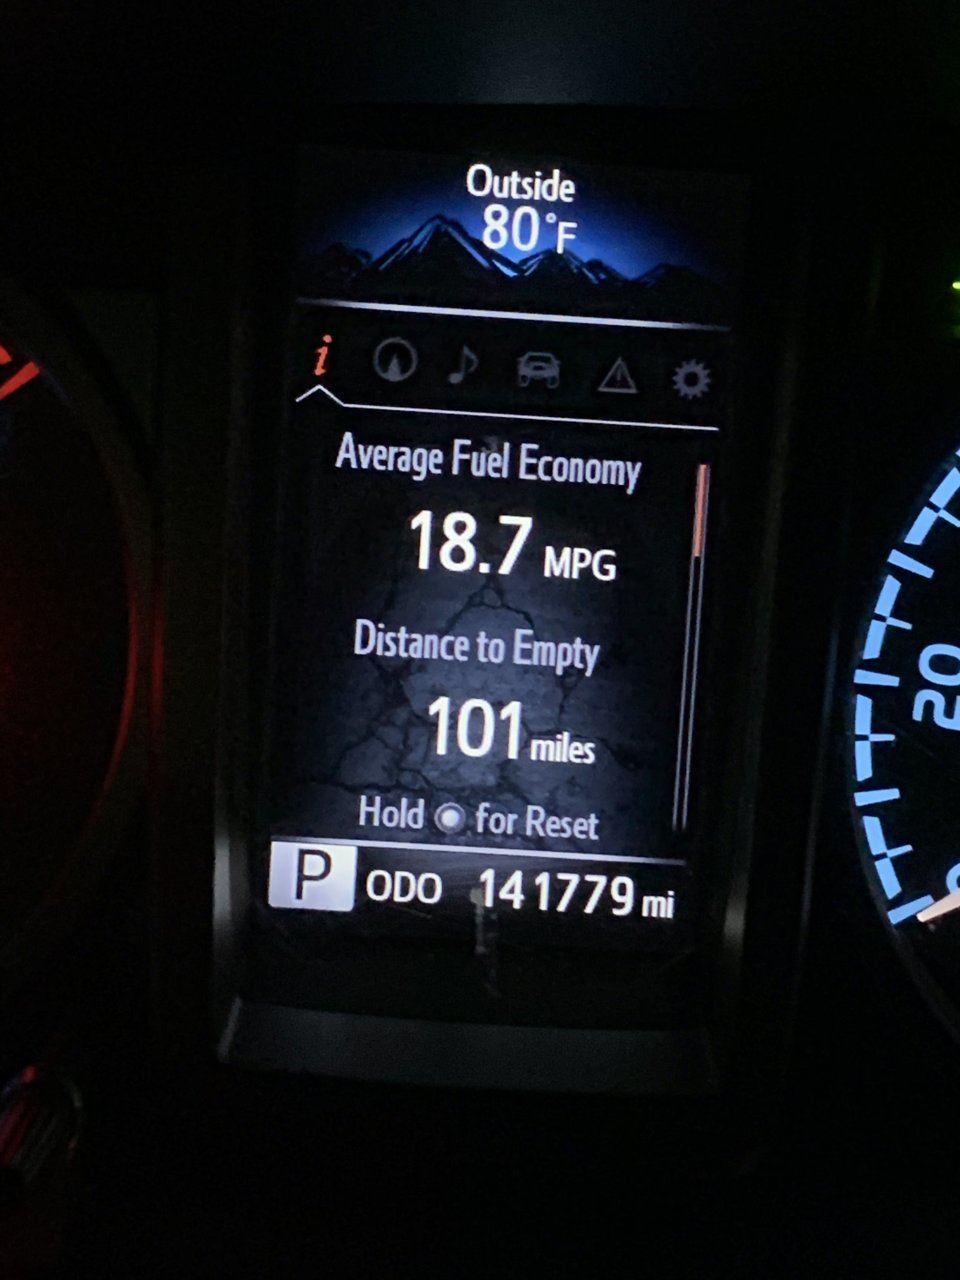 Outside
80°F
i
Average Fuel Economy
18.7 MPG
Distance to Empty
101 miles
Hold for Reset
P ODO 141779 mi
20
0